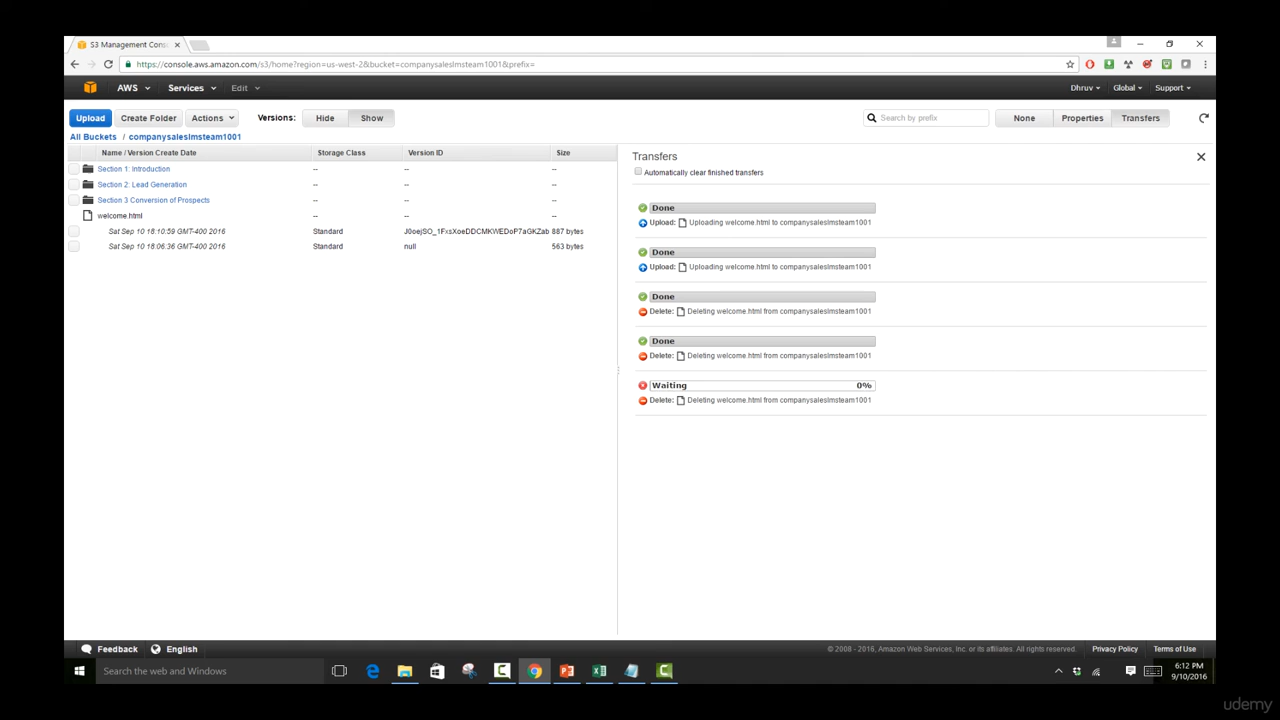 S3 Management Cons
https://console.aws.amazon.com/s3/home?region=us-west-2&bucket=companysaleslmsteam1001&prefix=
AWS Services Edit Dhruv Global Support
Upload Create Folder Actions Versions: Hide Show Search by prefix None Properties Transfers
All Buckets / companysaleslmsteam1001
Name / Version Create Date Storage Class Version ID Size
Section 1: Introduction -- -- --
Section 2: Lead Generation -- -- --
Section 3 Conversion of Prospects -- -- --
welcome.html -- -- --
Sat Sep 10 18:10:59 GMT-400 2016 Standard J0oejSO_1FxsXoeDDCMKWEDoP7aGKZab 887 bytes
Sat Sep 10 18:06:36 GMT-400 2016 Standard null 563 bytes
Transfers
Automatically clear finished transfers
Done
Upload: Uploading welcome.html to companysaleslmsteam1001
Done
Upload: Uploading welcome.html to companysaleslmsteam1001
Done
Delete: Deleting welcome.html from companysaleslmsteam1001
Done
Delete: Deleting welcome.html from companysaleslmsteam1001
Waiting 0%
Delete: Deleting welcome.html from companysaleslmsteam1001
Feedback English © 2008 - 2016, Amazon Web Services, Inc. or its affiliates. All rights reserved. Privacy Policy Terms of Use
Search the web and Windows
6:12 PM
9/10/2016
udemy